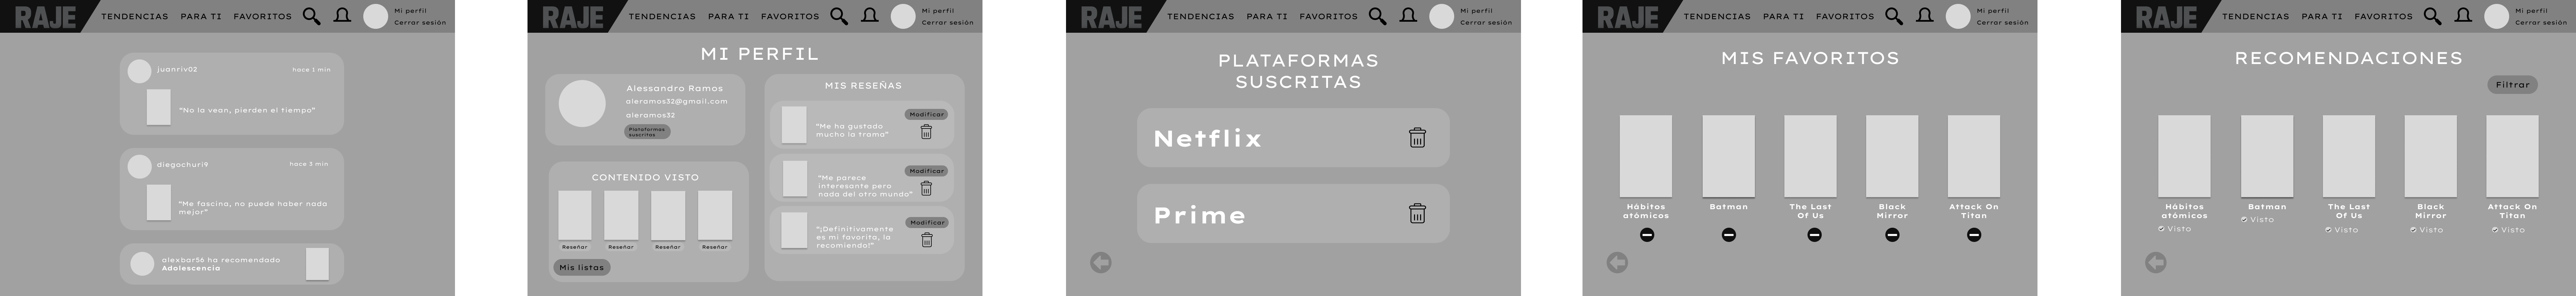 RAJE
TENDENCIAS PARA TI FAVORITOS
Mi perfil
Cerrar sesión
juanriv02
hace 1 min
"No la vean, pierden el tiempo"
diegochuri9
hace 3 min
"Me fascina, no puede haber nada
mejor"
alexbar56 ha recomendado
Adolescencia
RAJE
TENDENCIAS PARA TI FAVORITOS
Mi perfil
Cerrar sesión
MI PERFIL
Alessandro Ramos
aleramos32@gmail.com
aleramos32
Plataformas
suscritas
CONTENIDO VISTO
Reseñar Reseñar Reseñar Reseñar
Mis listas
MIS RESEÑAS
Modificar
"Me ha gustado
mucho la trama"
Modificar
"Me parece
interesante pero
nada del otro mundo"
Modificar
"¡Definitivamente
es mi favorita, la
recomiendo!"
RAJE
TENDENCIAS PARA TI FAVORITOS
Mi perfil
Cerrar sesión
PLATAFORMAS
SUSCRITAS
Netflix
Prime
RAJE
TENDENCIAS PARA TI FAVORITOS
Mi perfil
Cerrar sesión
MIS FAVORITOS
Hábitos
atómicos
Batman
The Last
Of Us
Black
Mirror
Attack On
Titan
RAJE
TENDENCIAS PARA TI FAVORITOS
Mi perfil
Cerrar sesión
RECOMENDACIONES
Filtrar
Hábitos
atómicos
Visto
Batman
Visto
The Last
Of Us
Visto
Black
Mirror
Visto
Attack On
Titan
Visto